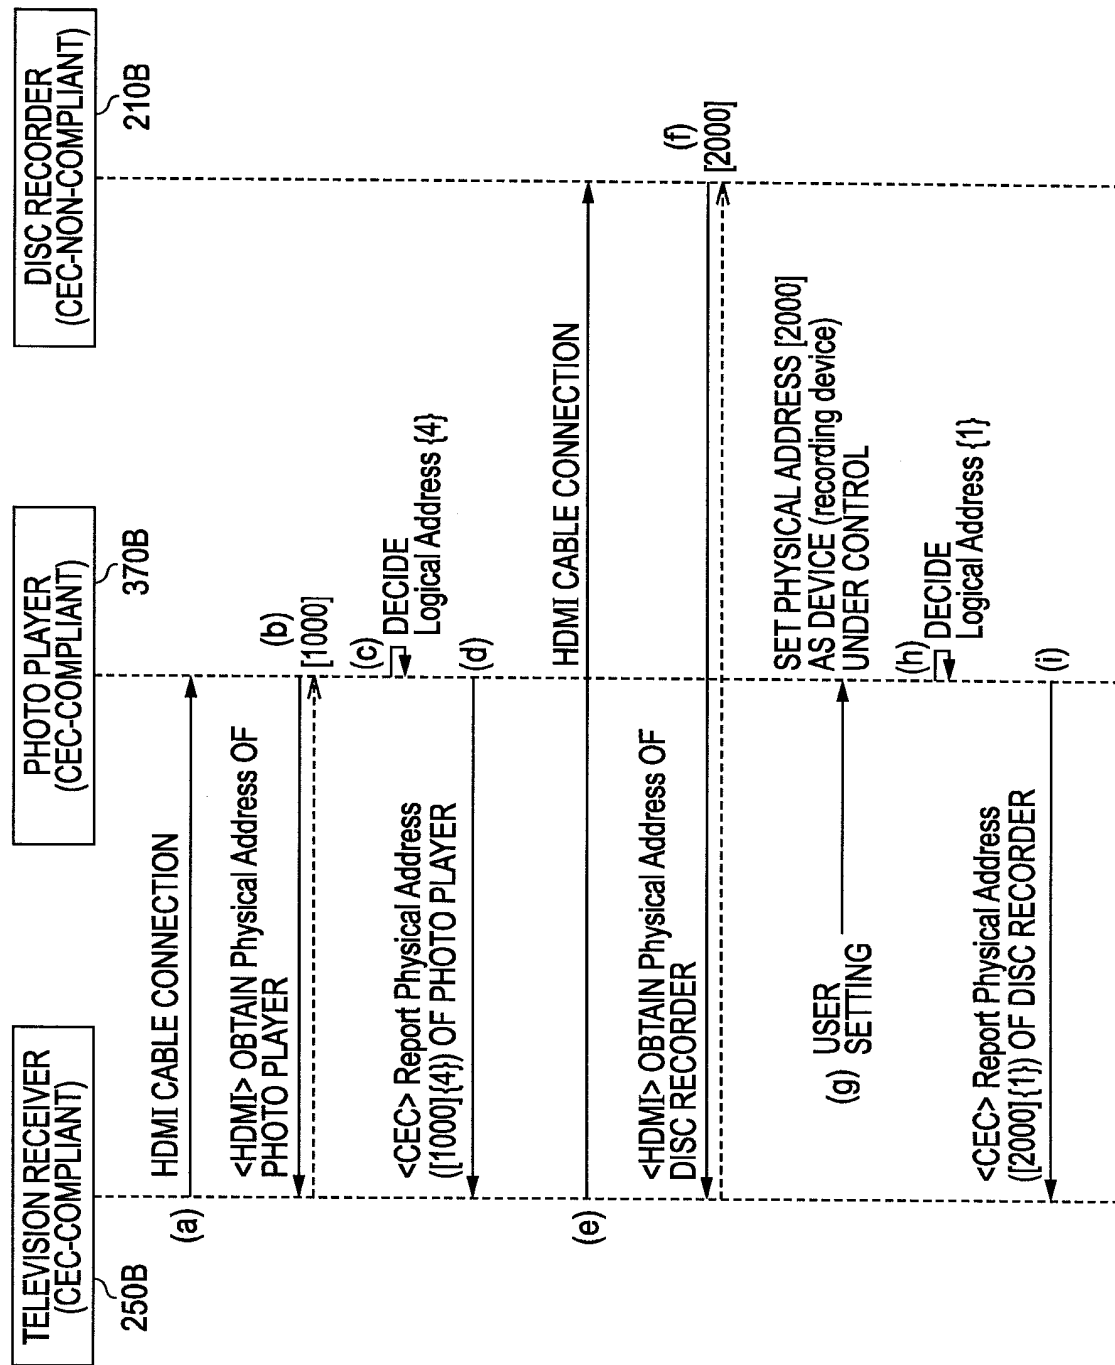 TELEVISION RECEIVER
(CEC-COMPLIANT)
250B
PHOTO PLAYER
(CEC-COMPLIANT)
370B
DISC RECORDER
(CEC-NON-COMPLIANT)
210B
(a)
HDMI CABLE CONNECTION
<HDMI> OBTAIN Physical Address OF
PHOTO PLAYER
(b)
[1000]
(c)
DECIDE
Logical Address {4}
<CEC> Report Physical Address
([1000]{4}) OF PHOTO PLAYER
(d)
(e)
HDMI CABLE CONNECTION
<HDMI> OBTAIN Physical Address OF
DISC RECORDER
(f)
[2000]
(g) USER
SETTING
SET PHYSICAL ADDRESS [2000]
AS DEVICE (recording device)
UNDER CONTROL
(h)
DECIDE
Logical Address {1}
<CEC> Report Physical Address
([2000]{1}) OF DISC RECORDER
(i)